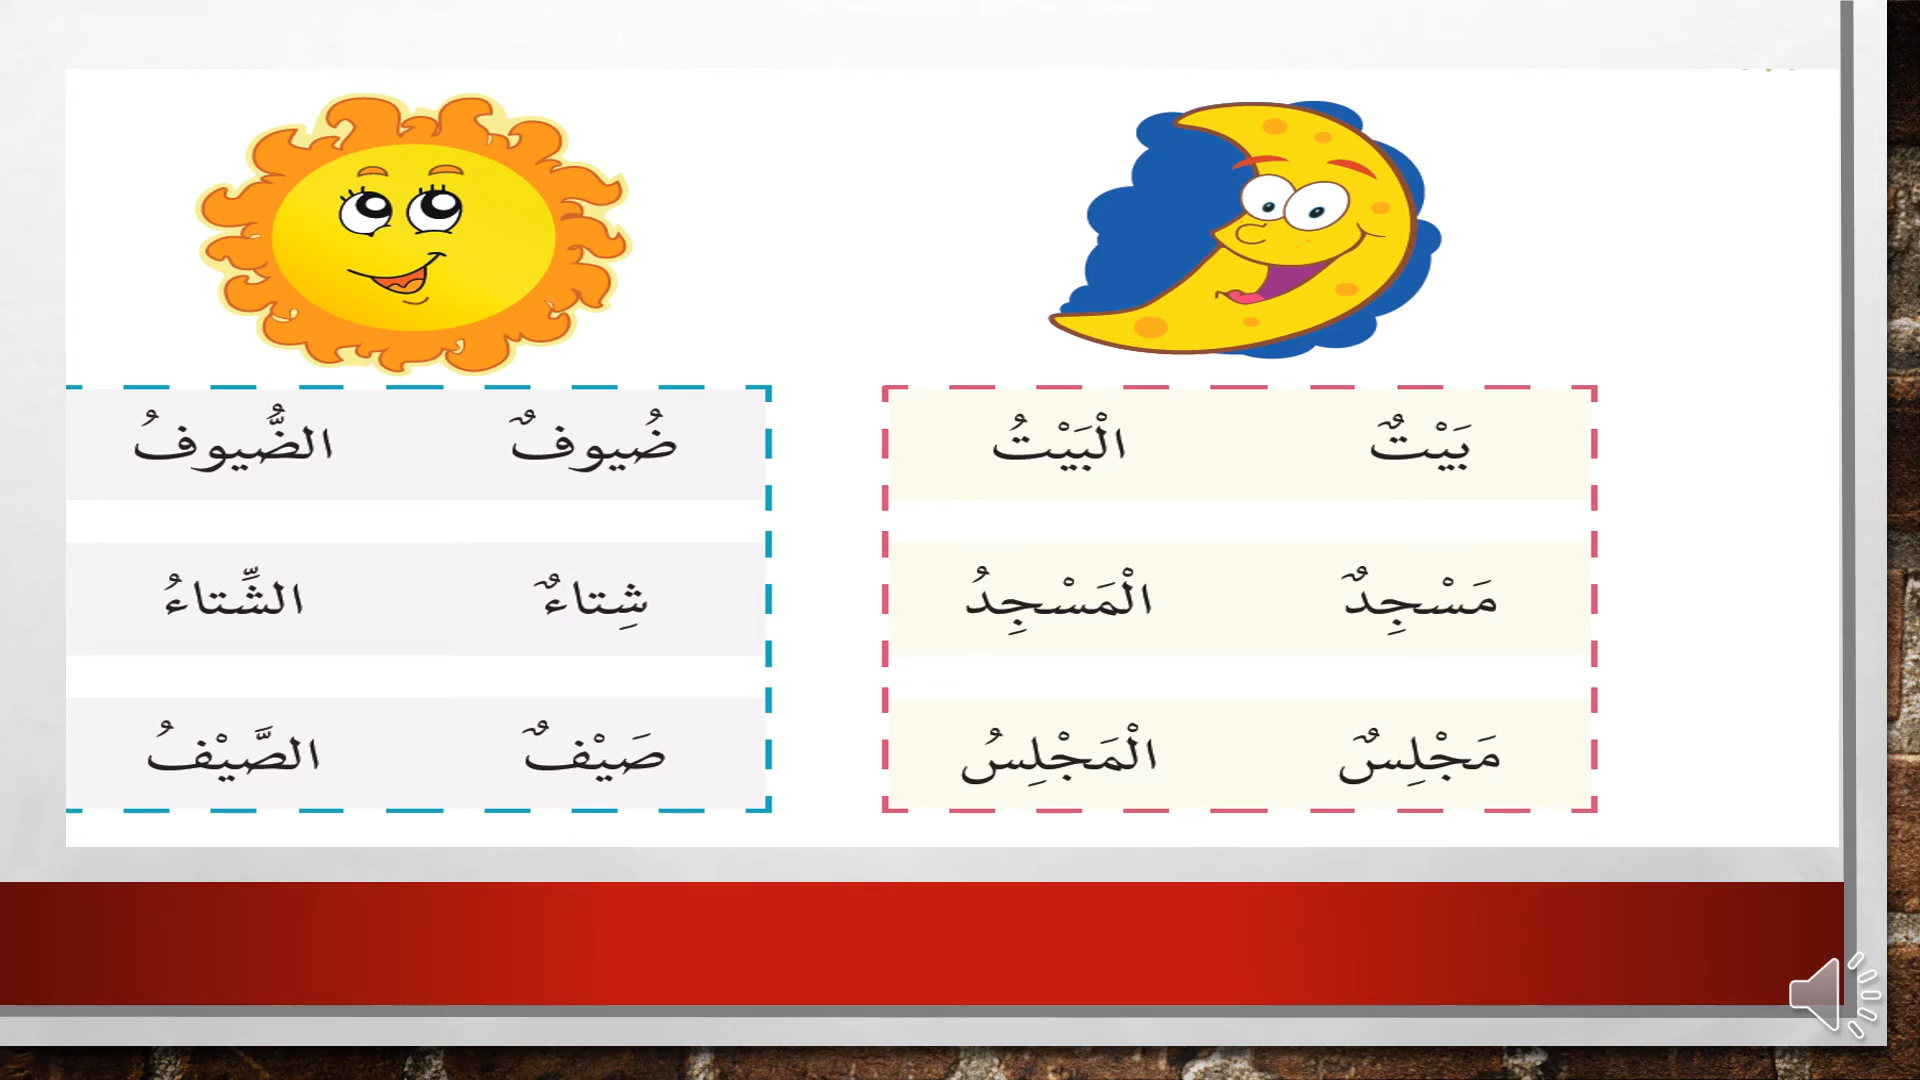 بَيْتٌ الْبَيْتُ
مَسْجِدٌ الْمَسْجِدُ
مَجْلِسٌ الْمَجْلِسُ
ضُيوفٌ الضُّيوفُ
شِتاءٌ الشِّتاءُ
صَيْفٌ الصَّيْفُ